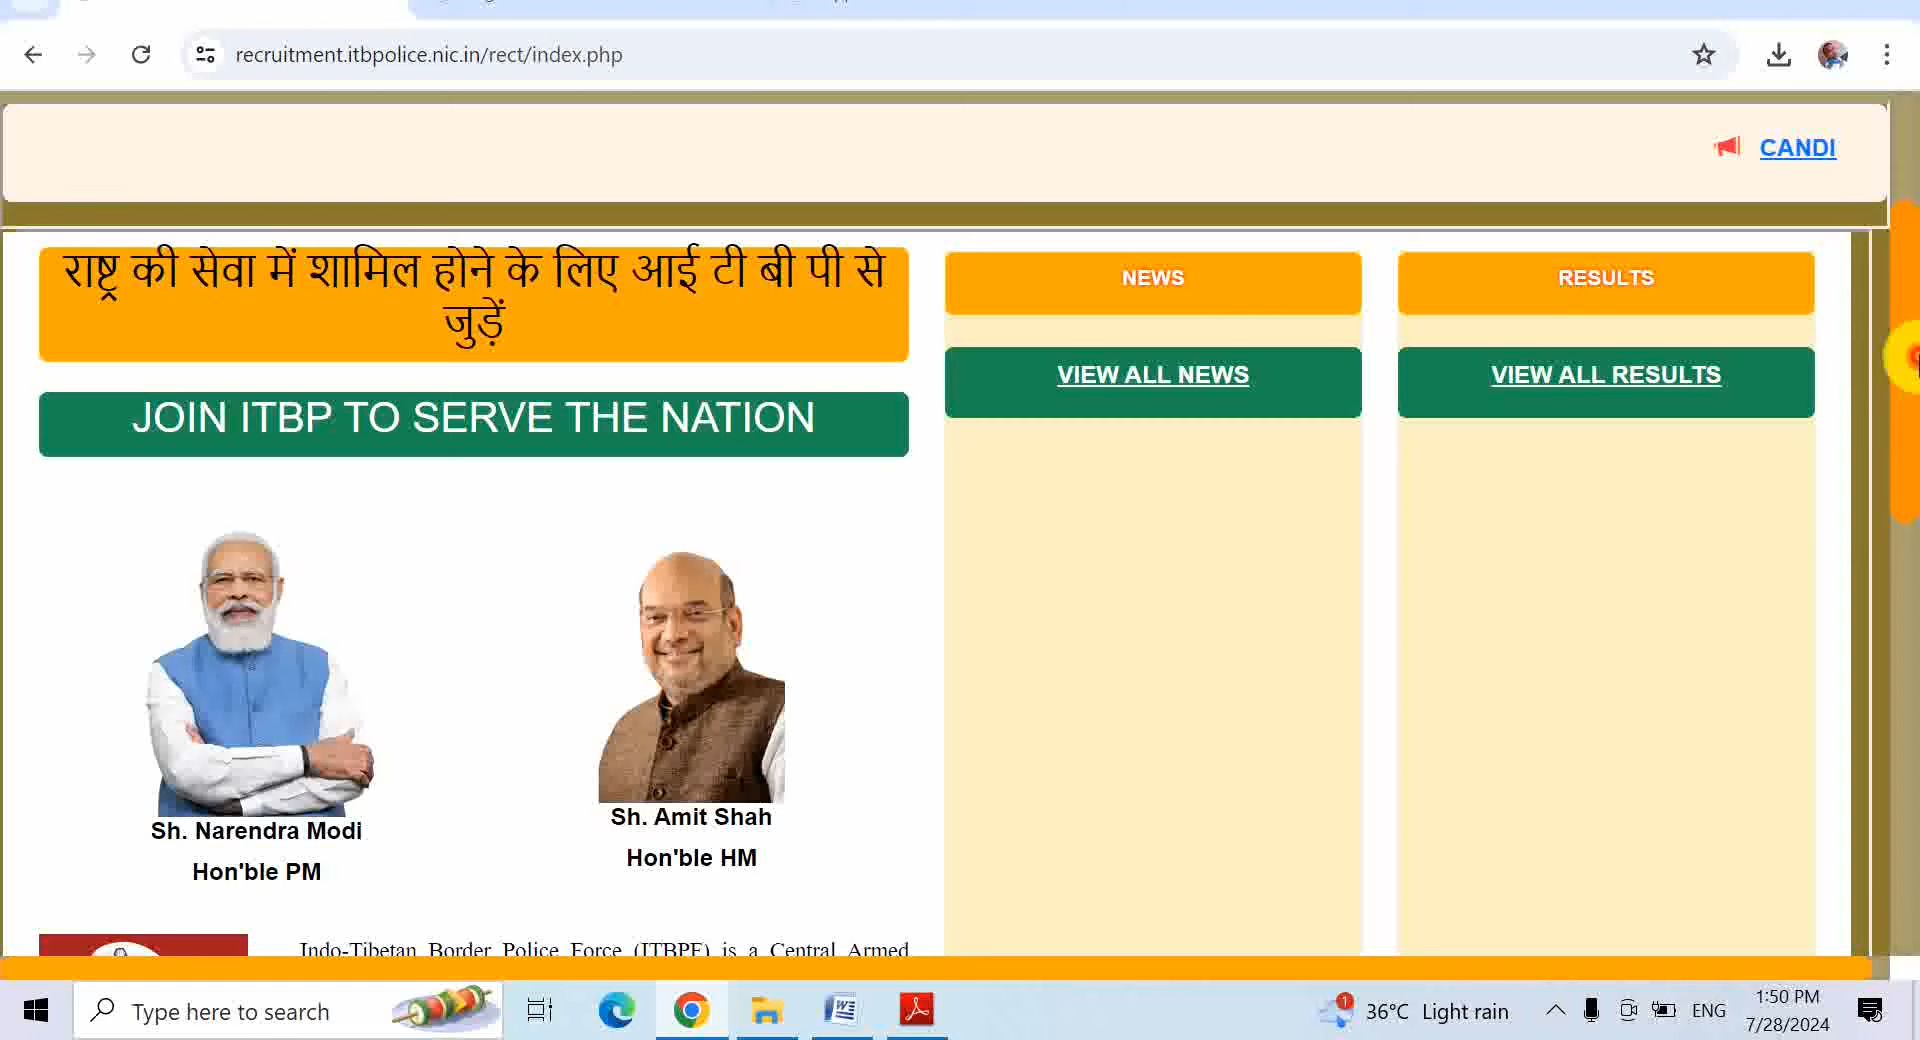 recruitment.itbpolice.nic.in/rect/index.php
CANDI
राष्ट्र की सेवा में शामिल होने के लिए आई टी बी पी से
जुड़ें
JOIN ITBP TO SERVE THE NATION
NEWS
RESULTS
VIEW ALL NEWS
VIEW ALL RESULTS
Sh. Narendra Modi
Hon'ble PM
Sh. Amit Shah
Hon'ble HM
Indo-Tibetan Border Police Force (ITBPF) is a Central Armed
Type here to search
1
36°C Light rain
ENG
1:50 PM
7/28/2024